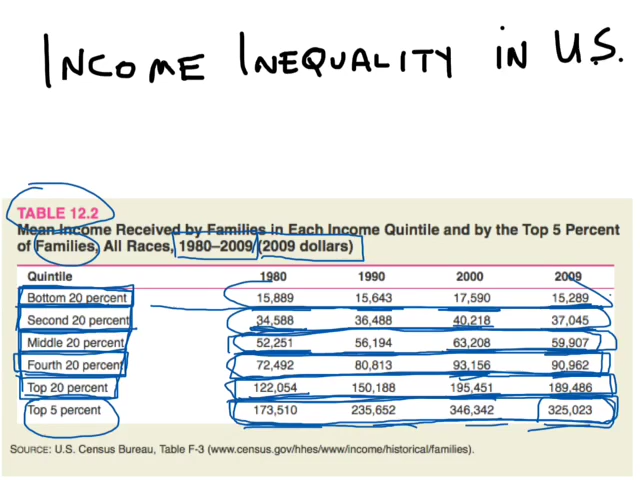 INCOME INEQUALITY IN U.S.
TABLE 12.2
Mean Income Received by Families in Each Income Quintile and by the Top 5 Percent
of Families, All Races, 1980–2009 (2009 dollars)
Quintile 1980 1990 2000 2009
Bottom 20 percent 15,889 15,643 17,590 15,289
Second 20 percent 34,588 36,488 40,218 37,045
Middle 20 percent 52,251 56,194 63,208 59,907
Fourth 20 percent 72,492 80,813 93,156 90,962
Top 20 percent 122,054 150,188 195,451 189,486
Top 5 percent 173,510 235,652 346,342 325,023
SOURCE: U.S. Census Bureau, Table F-3 (www.census.gov/hhes/www/income/historical/families).